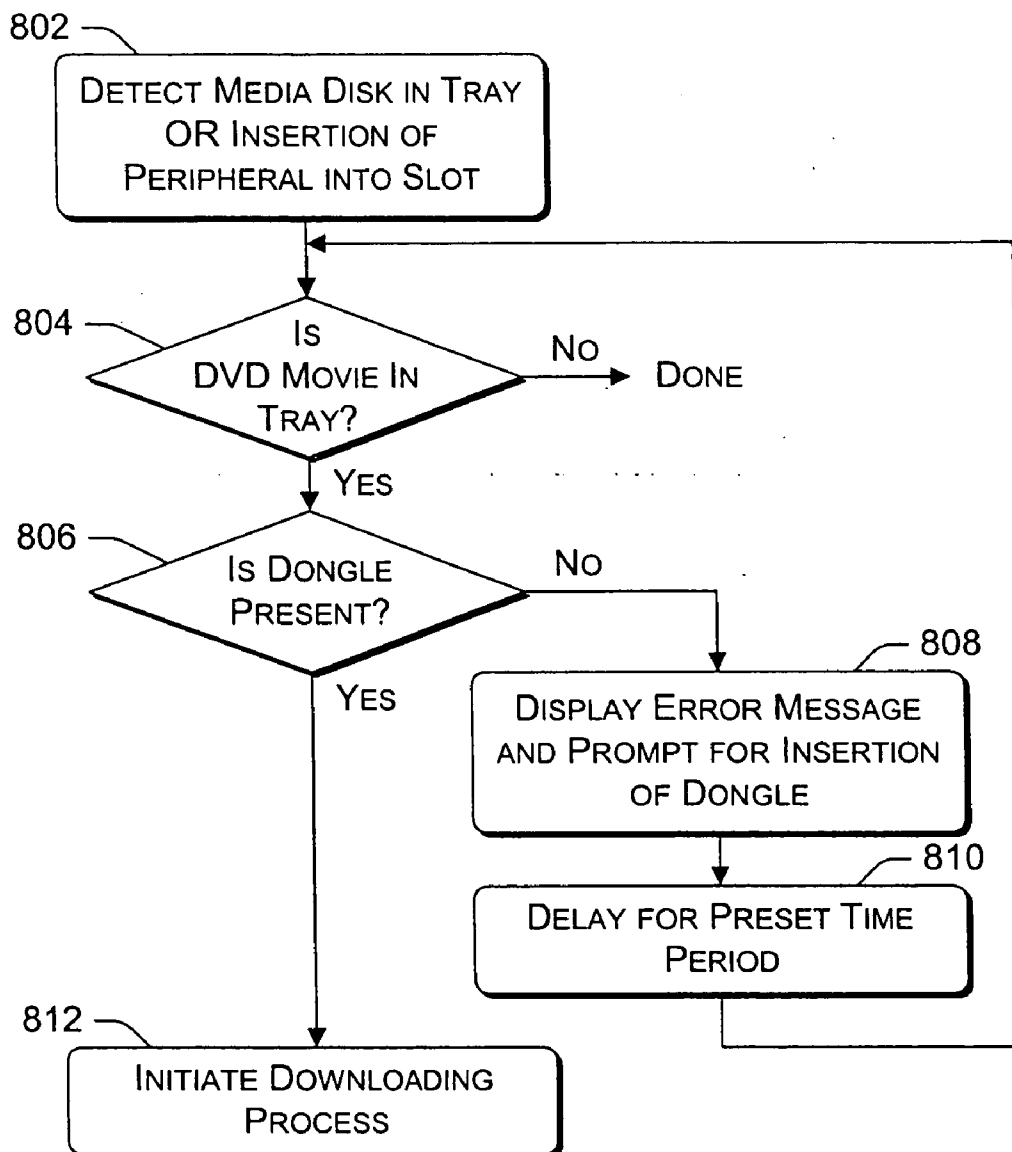 802
DETECT MEDIA DISK IN TRAY
OR INSERTION OF
PERIPHERAL INTO SLOT
804
IS
DVD MOVIE IN
TRAY?
NO
DONE
YES
806
IS DONGLE
PRESENT?
NO
YES
808
DISPLAY ERROR MESSAGE
AND PROMPT FOR INSERTION
OF DONGLE
810
DELAY FOR PRESET TIME
PERIOD
812
INITIATE DOWNLOADING
PROCESS